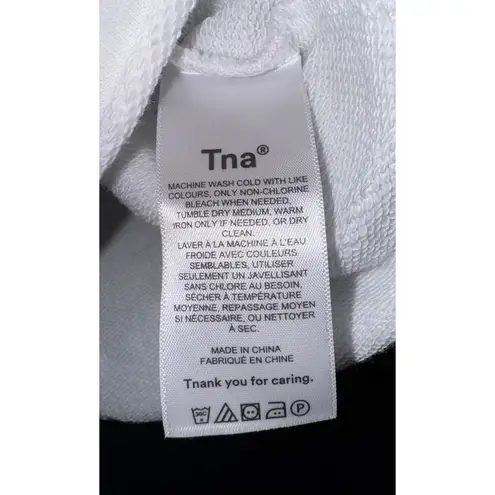 Tna®
MACHINE WASH COLD WITH LIKE
COLOURS, ONLY NON-CHLORINE
BLEACH WHEN NEEDED,
TUMBLE DRY MEDIUM, WARM
IRON ONLY IF NEEDED, OR DRY
CLEAN.
LAVER À LA MACHINE À L'EAU
FROIDE AVEC COULEURS
SEMBLABLES, UTILISER
SEULEMENT UN JAVELLISANT
SANS CHLORE AU BESOIN,
SÉCHER À TEMPÉRATURE
MOYENNE, REPASSAGE MOYEN
SI NÉCESSAIRE, OU NETTOYER
À SEC.
MADE IN CHINA
FABRIQUÉ EN CHINE
Thank you for caring.
30C P